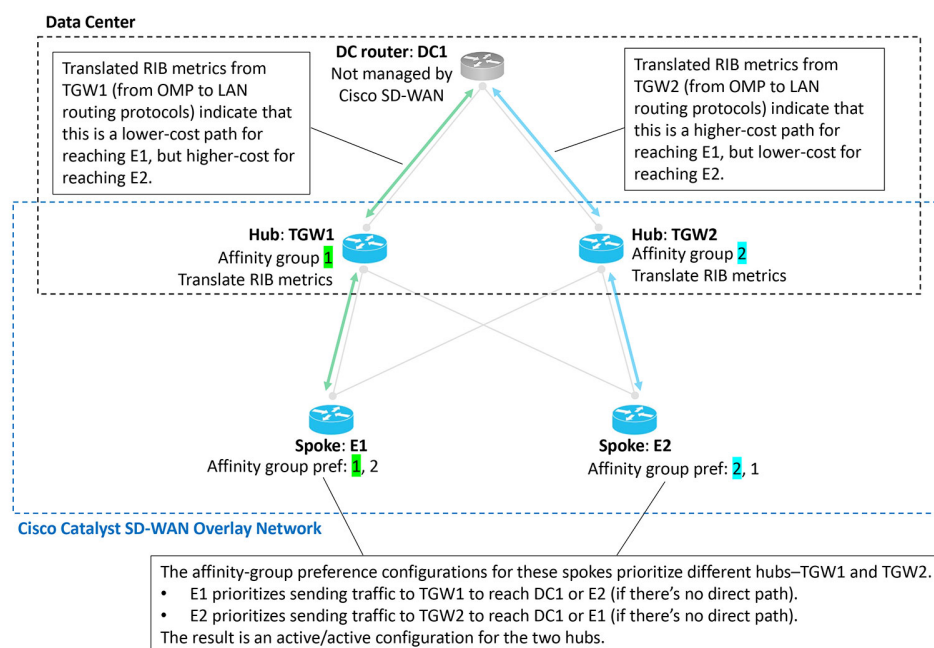 Data Center
DC router: DC1
Not managed by
Cisco SD-WAN
Translated RIB metrics from
TGW1 (from OMP to LAN
routing protocols) indicate that
this is a lower-cost path for
reaching E1, but higher-cost for
reaching E2.
Translated RIB metrics from
TGW2 (from OMP to LAN
routing protocols) indicate that
this is a higher-cost path for
reaching E1, but lower-cost for
reaching E2.
Hub: TGW1
Affinity group 1
Translate RIB metrics
Hub: TGW2
Affinity group 2
Translate RIB metrics
Spoke: E1
Affinity group pref: 1, 2
Spoke: E2
Affinity group pref: 2, 1
Cisco Catalyst SD-WAN Overlay Network
The affinity-group preference configurations for these spokes prioritize different hubs–TGW1 and TGW2.
• E1 prioritizes sending traffic to TGW1 to reach DC1 or E2 (if there's no direct path).
• E2 prioritizes sending traffic to TGW2 to reach DC1 or E1 (if there's no direct path).
The result is an active/active configuration for the two hubs.